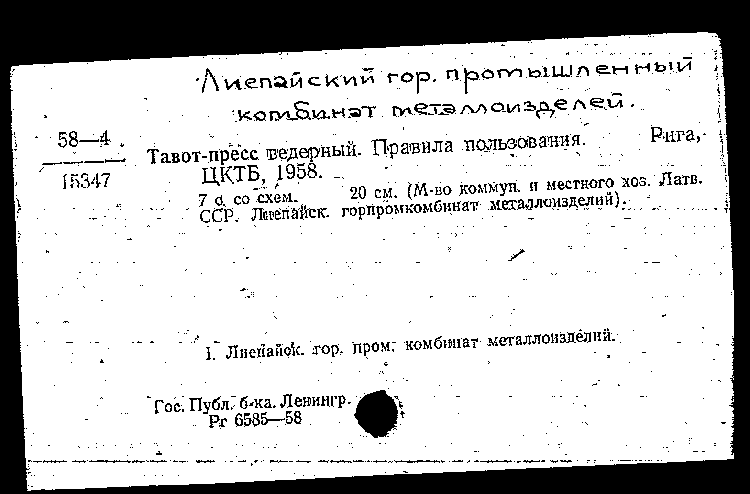 Лиепайский гор. промышленный
комбинат металлоизделей.
58—4
15347
Тавот-пресс ведерный. Правила пользования. Рига,
ЦКТБ, 1958.
7 с. со схем. 20 см. (М-во коммун. и местного хоз. Латв.
ССР. Лиепайск. горпромкомбинат металлоизделий).
1. Лиепайск. гор. пром. комбинат металлоизделий.
Гос. Публ. б-ка. Ленингр.
Рг 6585—58